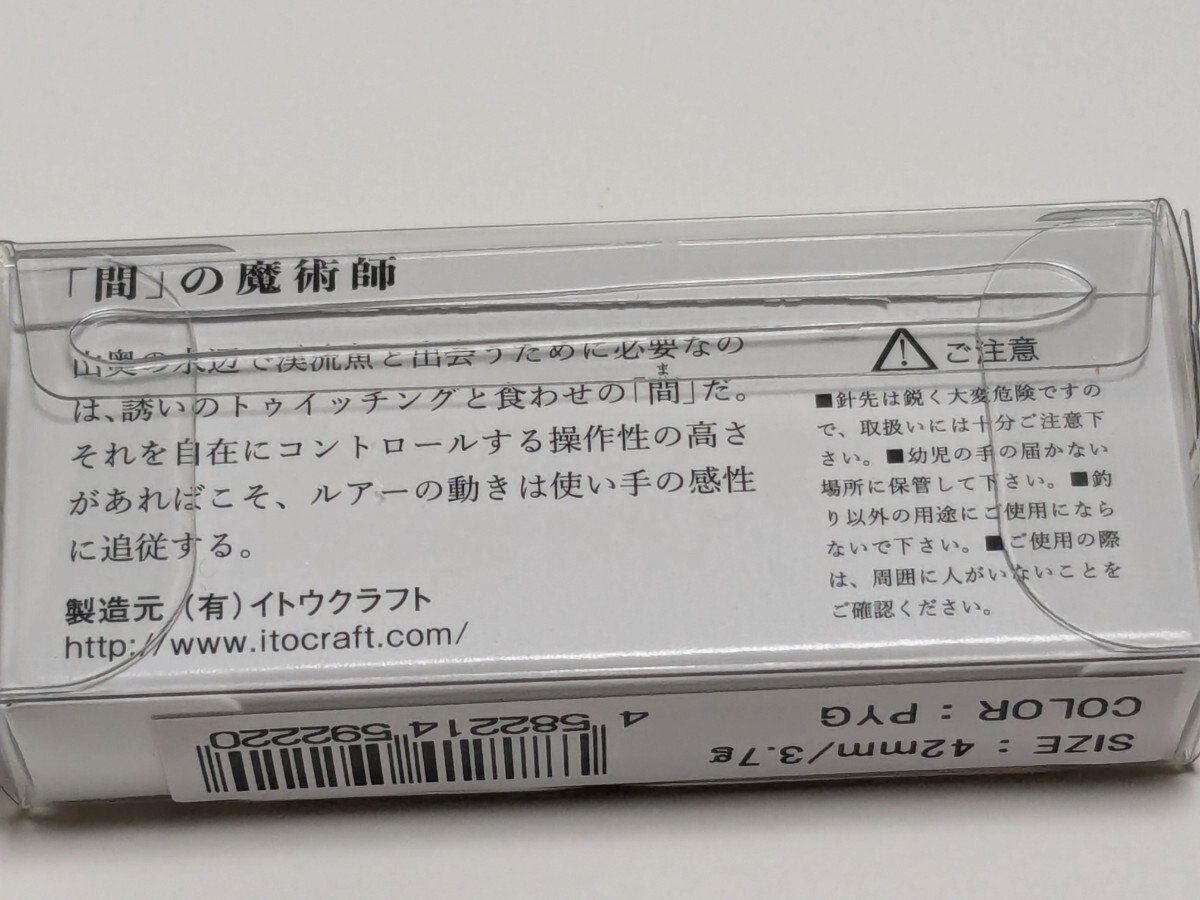 「間」の魔術師
山奥の水辺で渓流魚と出会うために必要なの
ま
は、誘いのトゥイッチングと食わせの「間」だ。
それを自在にコントロールする操作性の高さ
があればこそ、ルアーの動きは使い手の感性
に追従する。
製造元 (有)イトウクラフト
http://www.itocraft.com/
ご注意
■針先は鋭く大変危険ですの
で、取扱いには十分ご注意下
さい。■幼児の手の届かない
場所に保管して下さい。■釣
り以外の用途にご使用になら
ないで下さい。■ご使用の際
は、周囲に人がいないことを
ご確認ください。
SIZE : 42mm/3.7g
COLOR : PYG
4 582214 592220